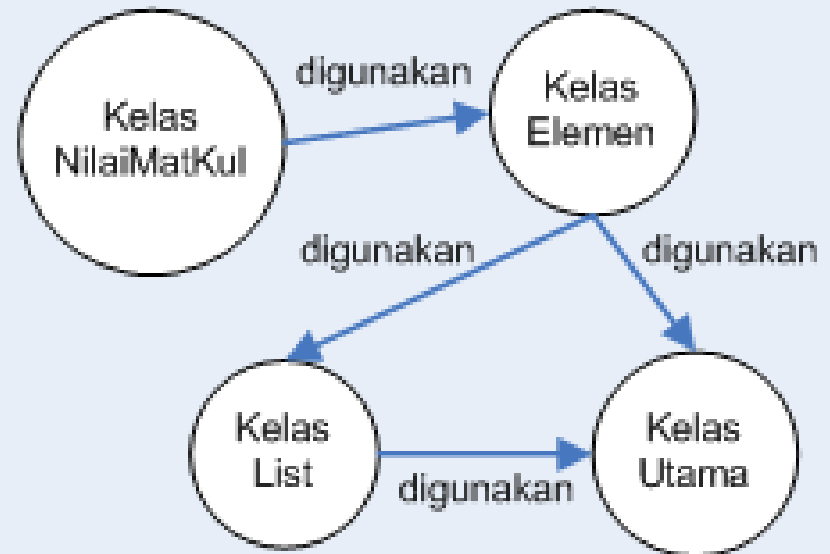 digunakan
Kelas
NilaiMatKul
Kelas
Elemen
digunakan
digunakan
Kelas
List
digunakan
Kelas
Utama